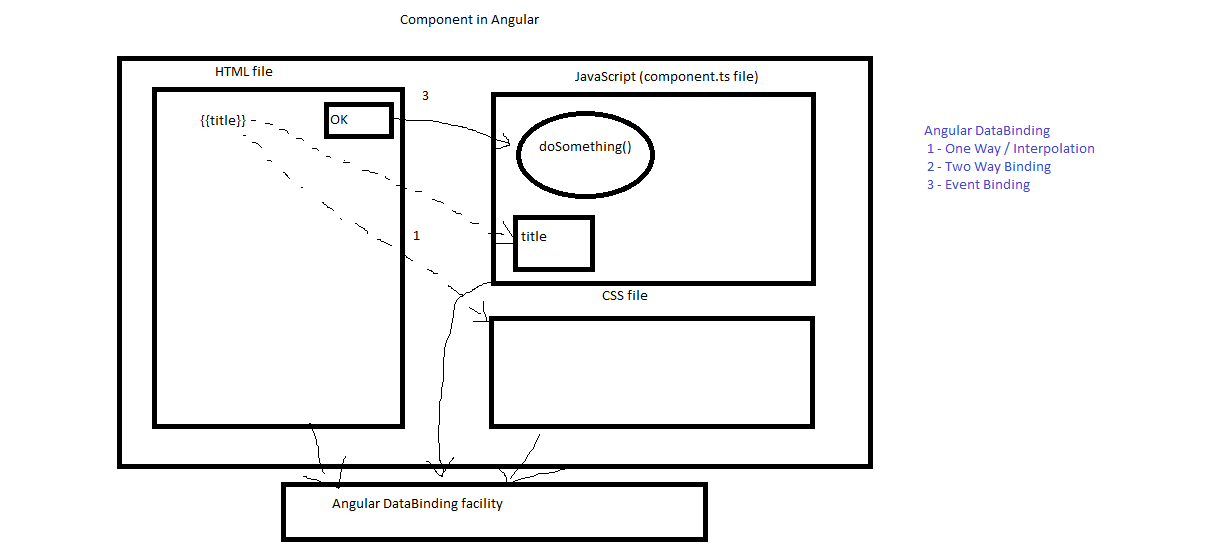 Component in Angular
HTML file
JavaScript (component.ts file)
{{title}}
OK
3
doSomething()
Angular DataBinding
1 - One Way / Interpolation
2 - Two Way Binding
3 - Event Binding
1
title
CSS file
Angular DataBinding facility